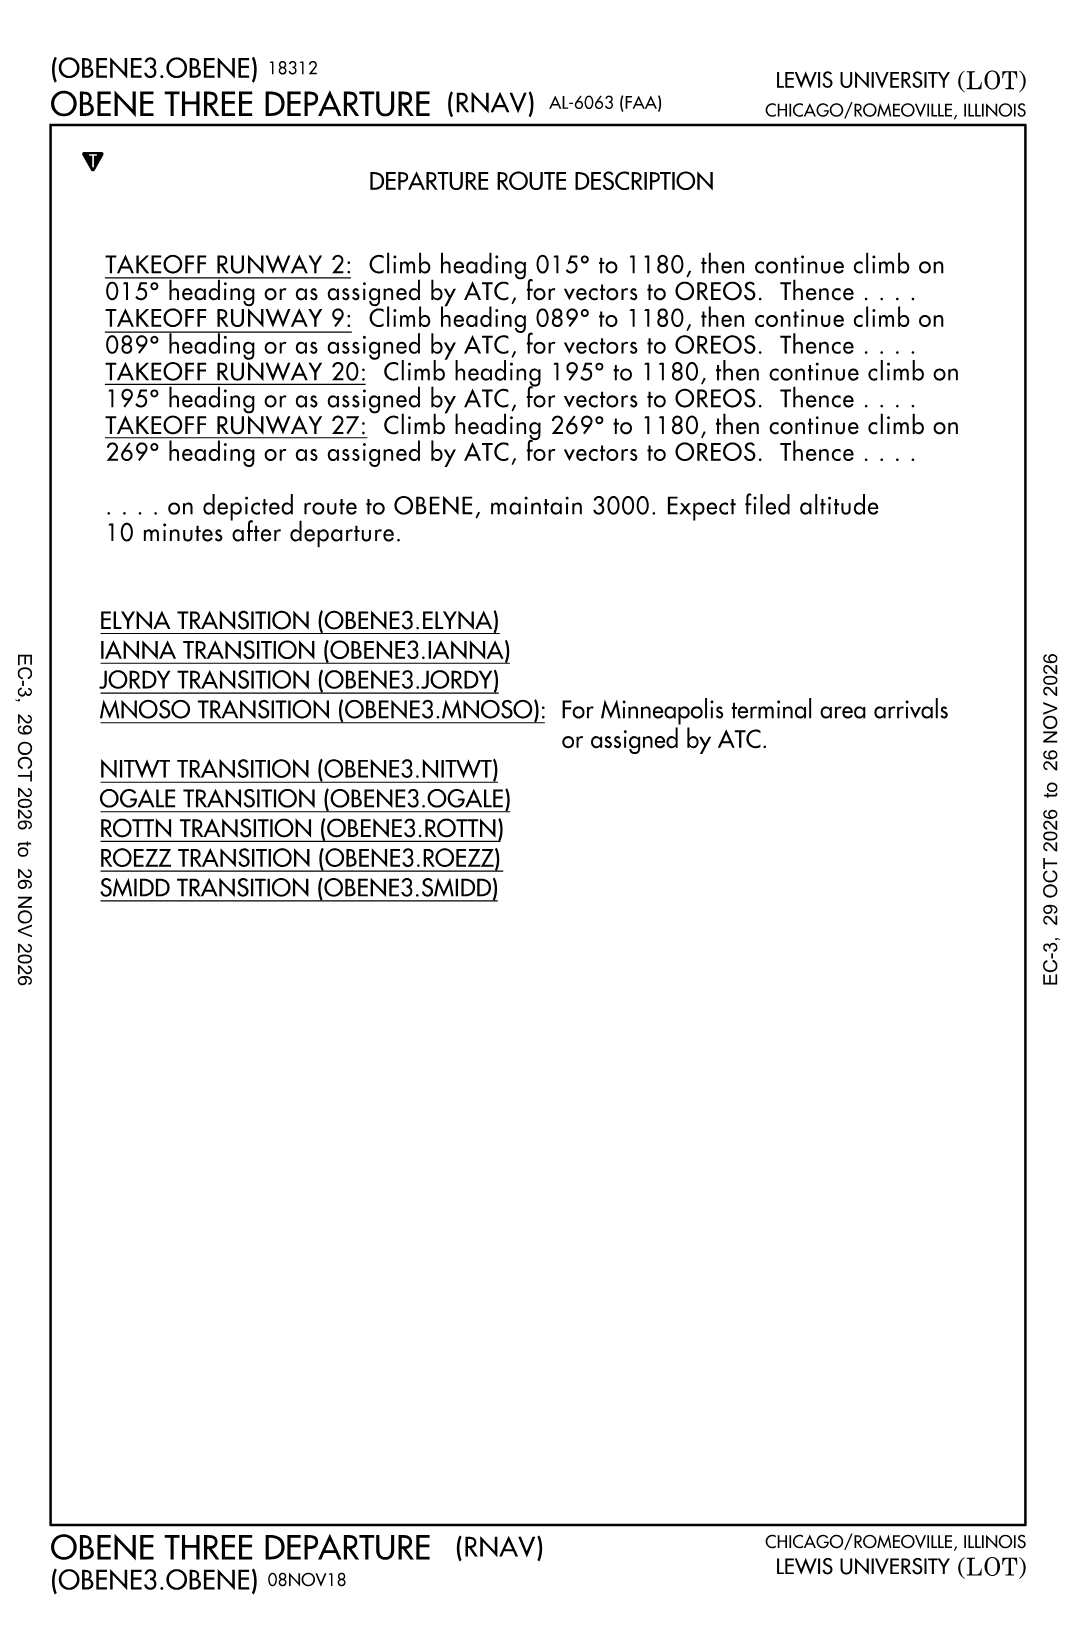 (OBENE3.OBENE) 18312
OBENE THREE DEPARTURE (RNAV) AL-6063 (FAA)
LEWIS UNIVERSITY (LOT)
CHICAGO/ROMEOVILLE, ILLINOIS
T
DEPARTURE ROUTE DESCRIPTION
TAKEOFF RUNWAY 2: Climb heading 015° to 1180, then continue climb on
015° heading or as assigned by ATC, for vectors to OREOS. Thence . . . .
TAKEOFF RUNWAY 9: Climb heading 089° to 1180, then continue climb on
089° heading or as assigned by ATC, for vectors to OREOS. Thence . . . .
TAKEOFF RUNWAY 20: Climb heading 195° to 1180, then continue climb on
195° heading or as assigned by ATC, for vectors to OREOS. Thence . . . .
TAKEOFF RUNWAY 27: Climb heading 269° to 1180, then continue climb on
269° heading or as assigned by ATC, for vectors to OREOS. Thence . . . .
. . . . on depicted route to OBENE, maintain 3000. Expect filed altitude
10 minutes after departure.
ELYNA TRANSITION (OBENE3.ELYNA)
IANNA TRANSITION (OBENE3.IANNA)
JORDY TRANSITION (OBENE3.JORDY)
MNOSO TRANSITION (OBENE3.MNOSO): For Minneapolis terminal area arrivals
or assigned by ATC.
NITWT TRANSITION (OBENE3.NITWT)
OGALE TRANSITION (OBENE3.OGALE)
ROTTN TRANSITION (OBENE3.ROTTN)
ROEZZ TRANSITION (OBENE3.ROEZZ)
SMIDD TRANSITION (OBENE3.SMIDD)
EC-3, 29 OCT 2026 to 26 NOV 2026
EC-3, 29 OCT 2026 to 26 NOV 2026
OBENE THREE DEPARTURE (RNAV)
(OBENE3.OBENE) 08NOV18
CHICAGO/ROMEOVILLE, ILLINOIS
LEWIS UNIVERSITY (LOT)